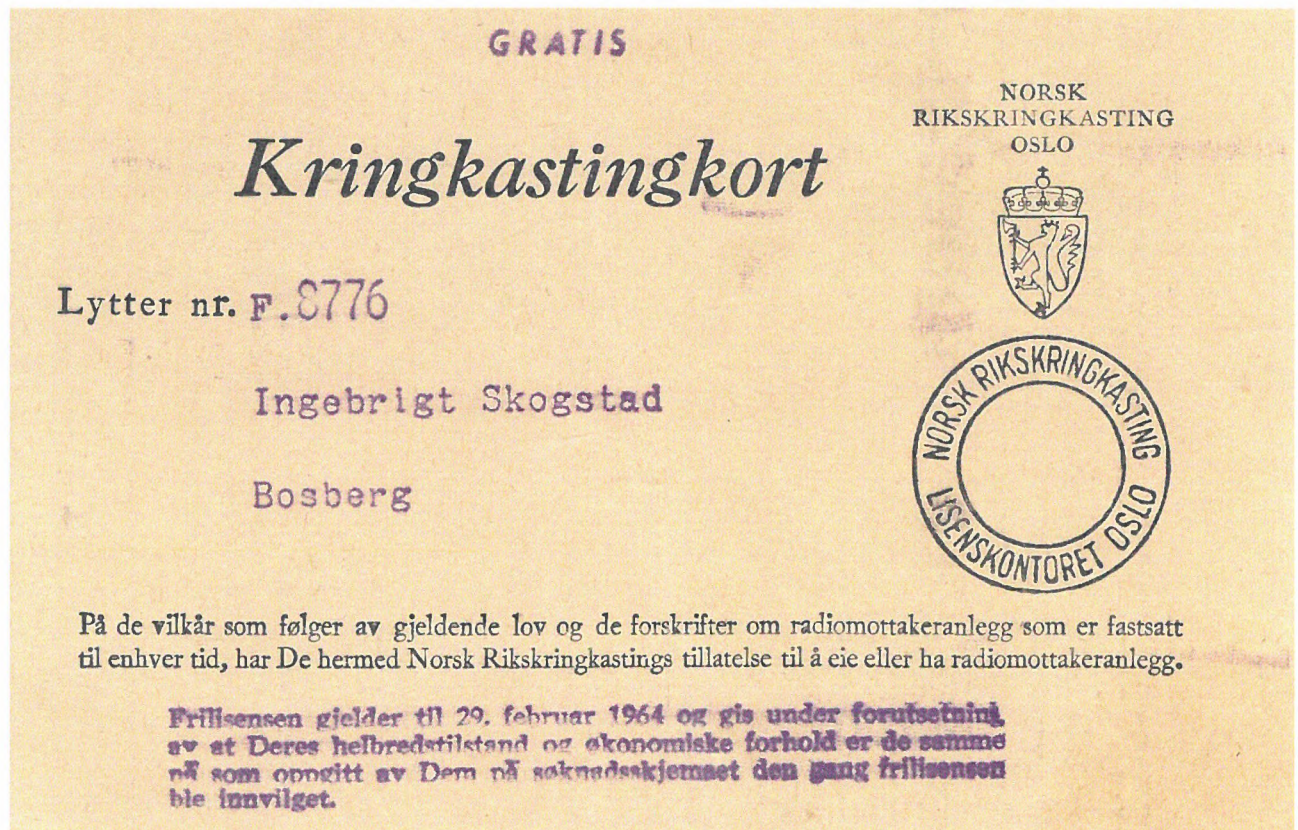 GRATIS
NORSK
RIKSKRINGKASTING
OSLO
Kringkastingkort
Lytter nr. F.8776
Ingebrigt Skogstad
Bosberg
NORSK RIKSKRINGKASTING
LISENSKONTORET OSLO
På de vilkår som følger av gjeldende lov og de forskrifter om radiomottakeranlegg som er fastsatt
til enhver tid, har De hermed Norsk Rikskringkastings tillatelse til å eie eller ha radiomottakeranlegg.
Frilisensen gjelder til 29. februar 1964 og gis under forutsetning
av at Deres helbredstilstand og økonomiske forhold er de samme
nå som oppgitt av Dem på søknadsskjemaet den gang frilisensen
ble innvilget.